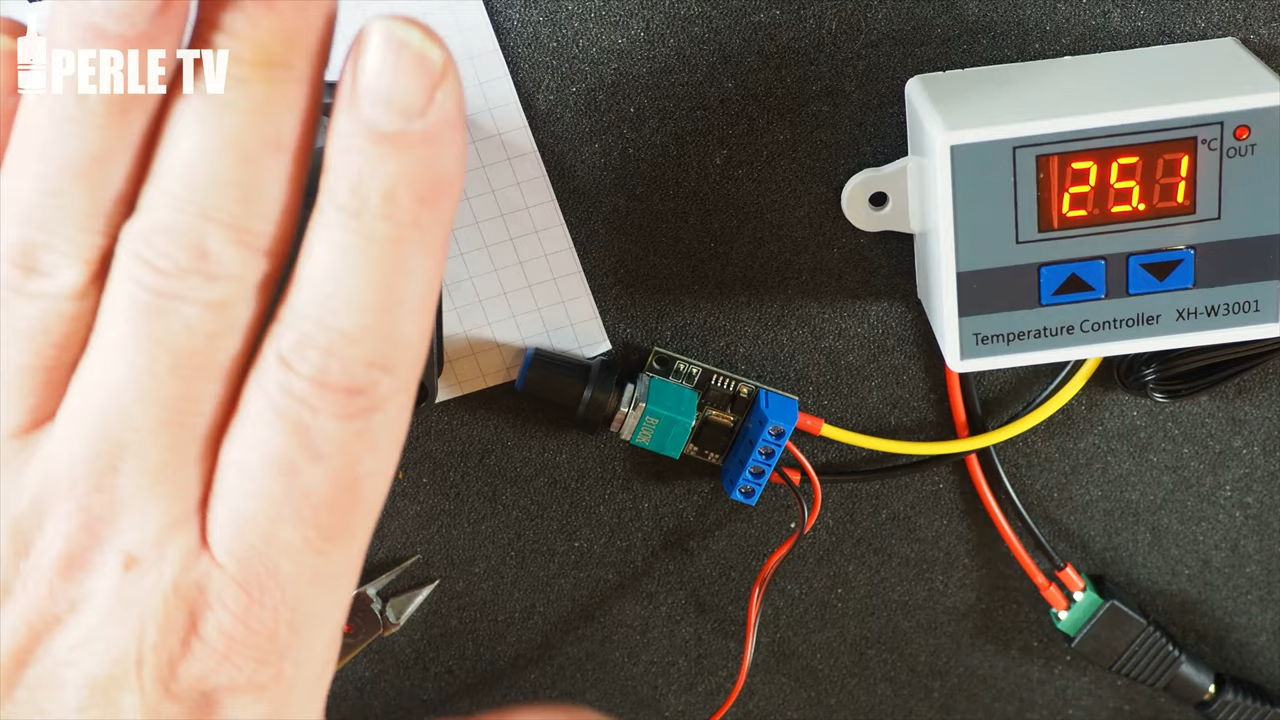 PERLE TV
25.1
°C
OUT
Temperature Controller XH-W3001
B100K